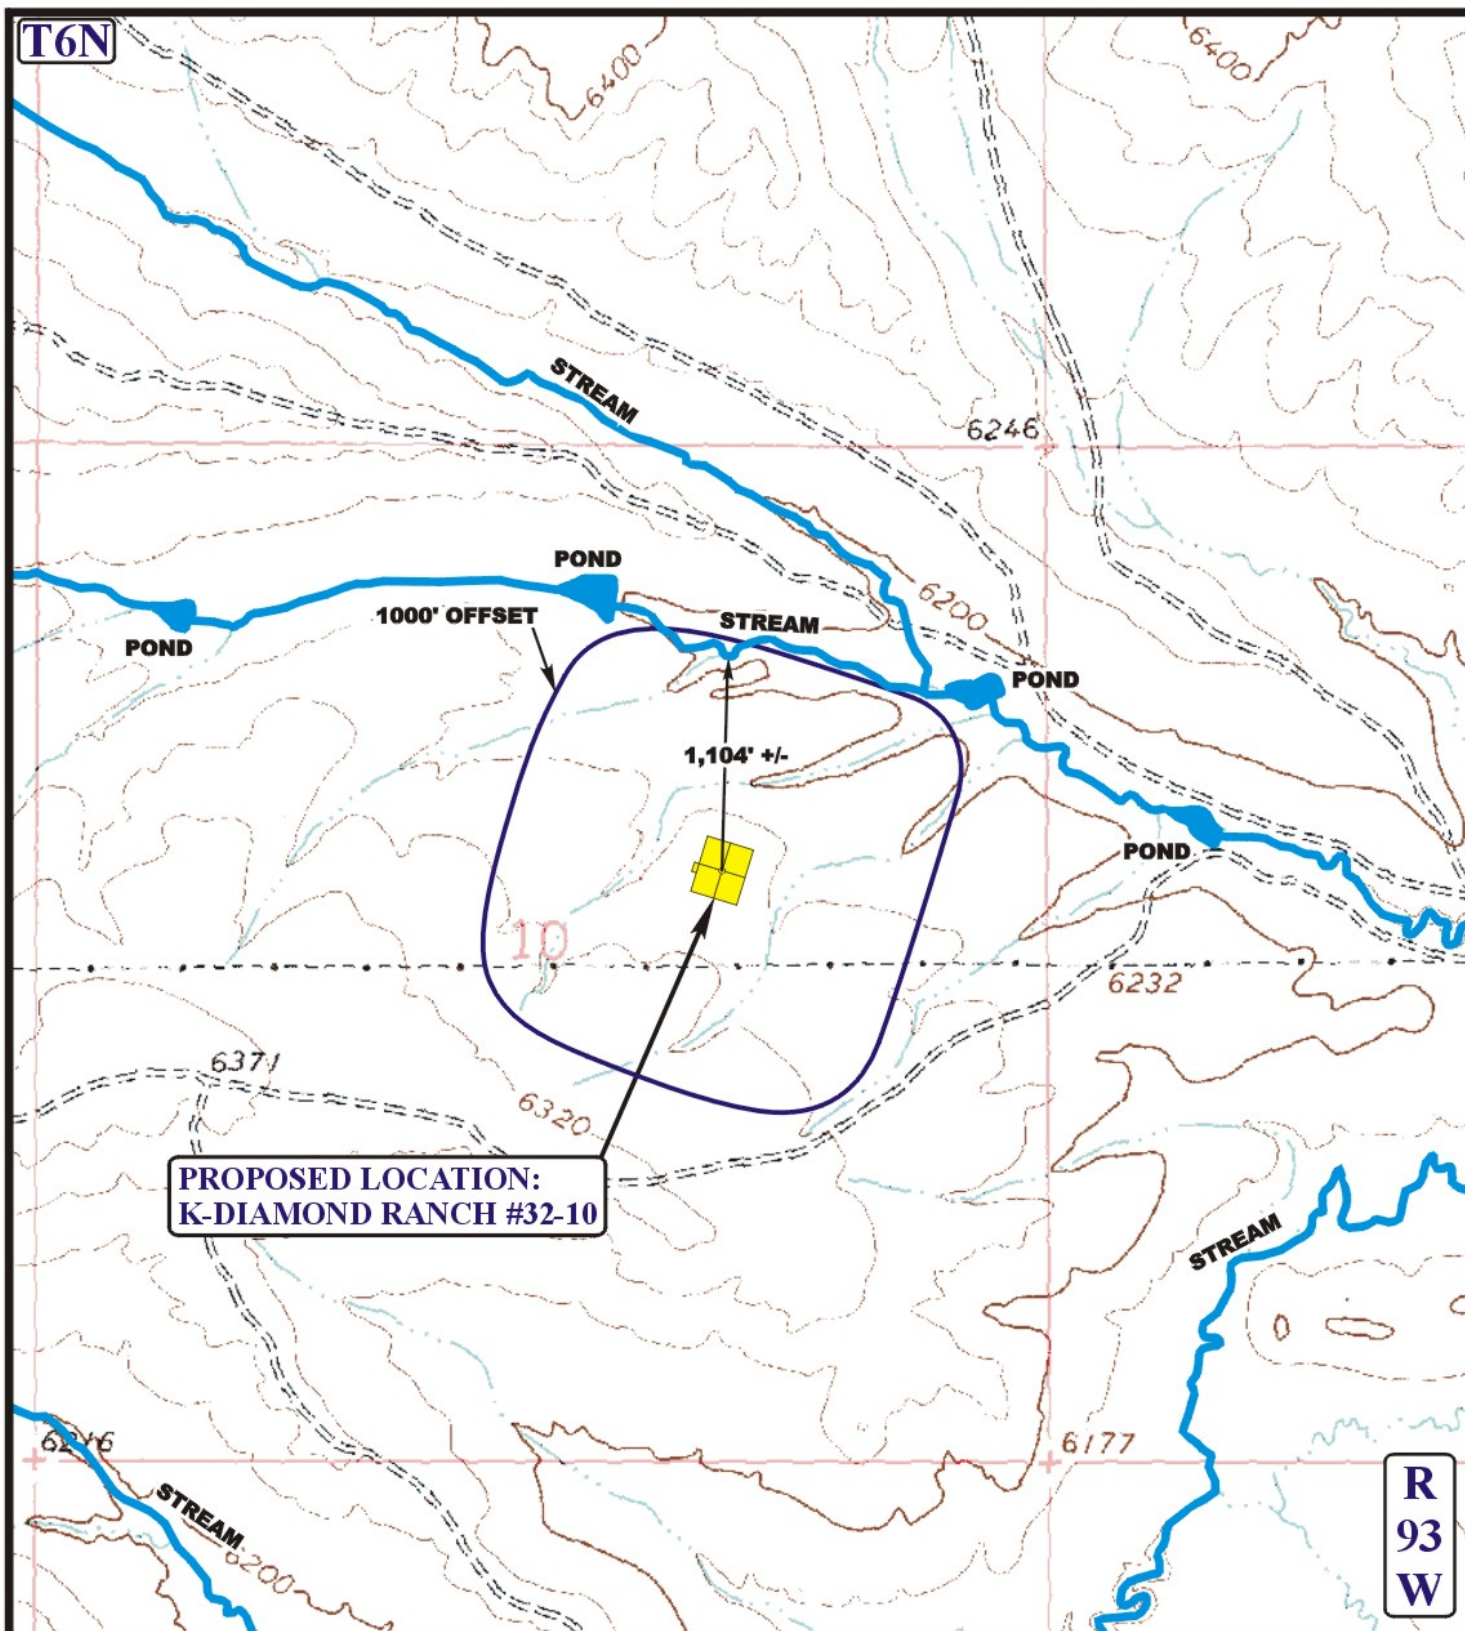 T6N
6400
6400
STREAM
6246
POND
6200
1000' OFFSET
STREAM
POND
POND
1,104' +/-
POND
10
6232
6371
6320
PROPOSED LOCATION:
K-DIAMOND RANCH #32-10
STREAM
6216
6177
STREAM
6200
R
93
W